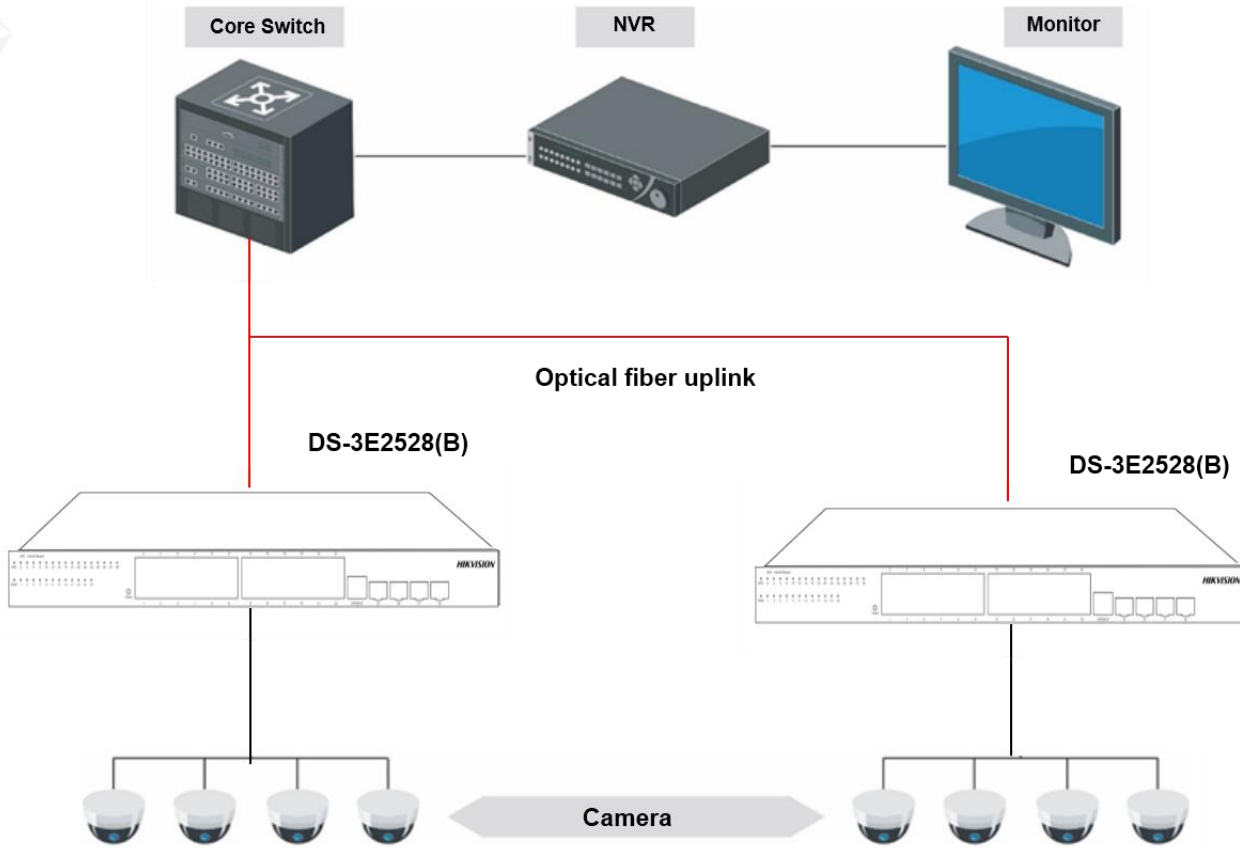 Core Switch
NVR
Monitor
Optical fiber uplink
DS-3E2528(B)
DS-3E2528(B)
HIKVISION
HIKVISION
Camera